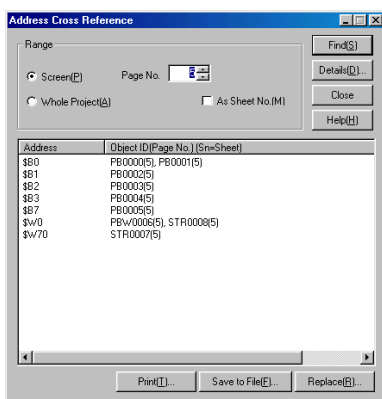 Address Cross Reference
Range
Screen(P)
Page No. 5
Whole Project(A)
As Sheet No.(M)
Find(S)
Details(D)...
Close
Help(H)
Address Object ID(Page No.) (Sn=Sheet)
$B0 PB0000(5), PB0001(5)
$B1 PB0002(5)
$B2 PB0003(5)
$B3 PB0004(5)
$B7 PB0005(5)
$W0 PBW0006(5), STR0008(5)
$W70 STR0007(5)
Print(T)... Save to File(F)... Replace(R)...